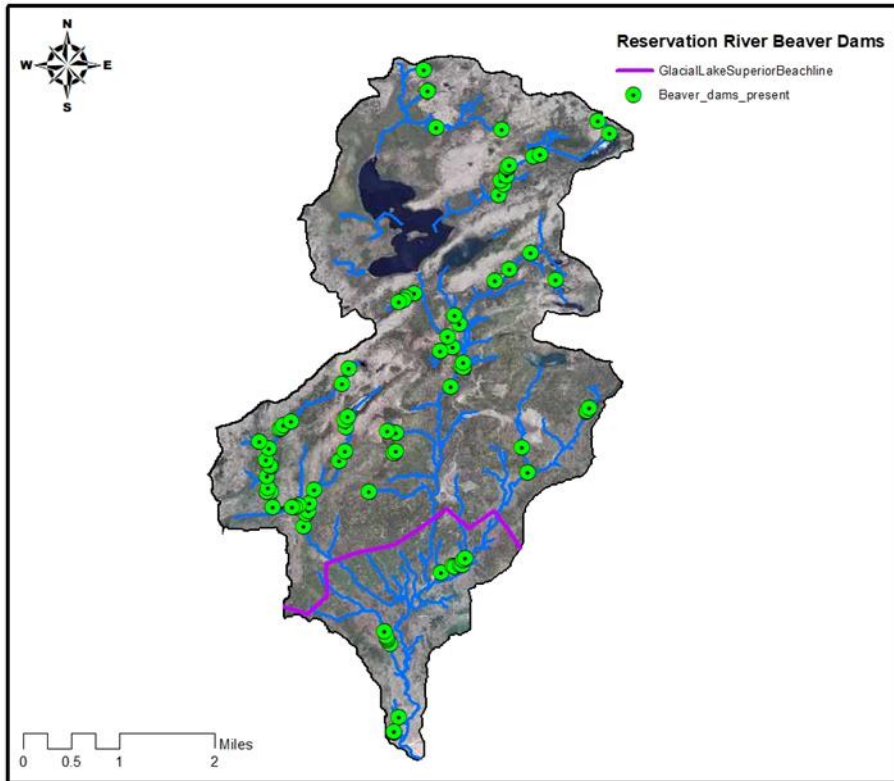 N
W E
S
Reservation River Beaver Dams
GlacialLakeSuperiorBeachline
Beaver_dams_present
Miles
0 0.5 1 2